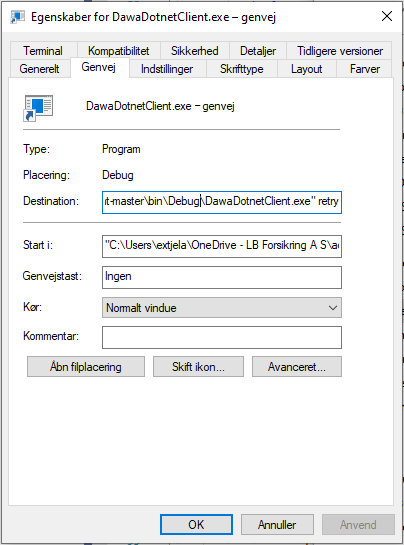 Egenskaber for DawaDotnetClient.exe – genvej
Terminal Kompatibilitet Sikkerhed Detaljer Tidligere versioner
Generelt Genvej Indstillinger Skrifttype Layout Farver
DawaDotnetClient.exe – genvej
Type: Program
Placering: Debug
Destination: t-master\bin\Debug\DawaDotnetClient.exe" retry
Start i: "C:\Users\extjela\OneDrive - LB Forsikring A S\a
Genvejstast: Ingen
Kør: Normalt vindue
Kommentar:
Åbn filplacering Skift ikon... Avanceret...
OK Annuller Anvend